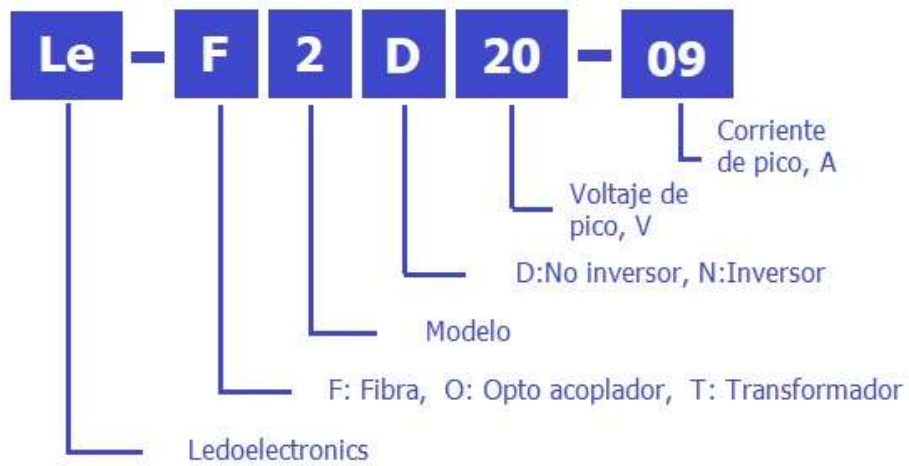 Le - F 2 D 20 - 09
Corriente
de pico, A
Voltaje de
pico, V
D:No inversor, N:Inversor
Modelo
F: Fibra, O: Opto acoplador, T: Transformador
Ledoelectronics